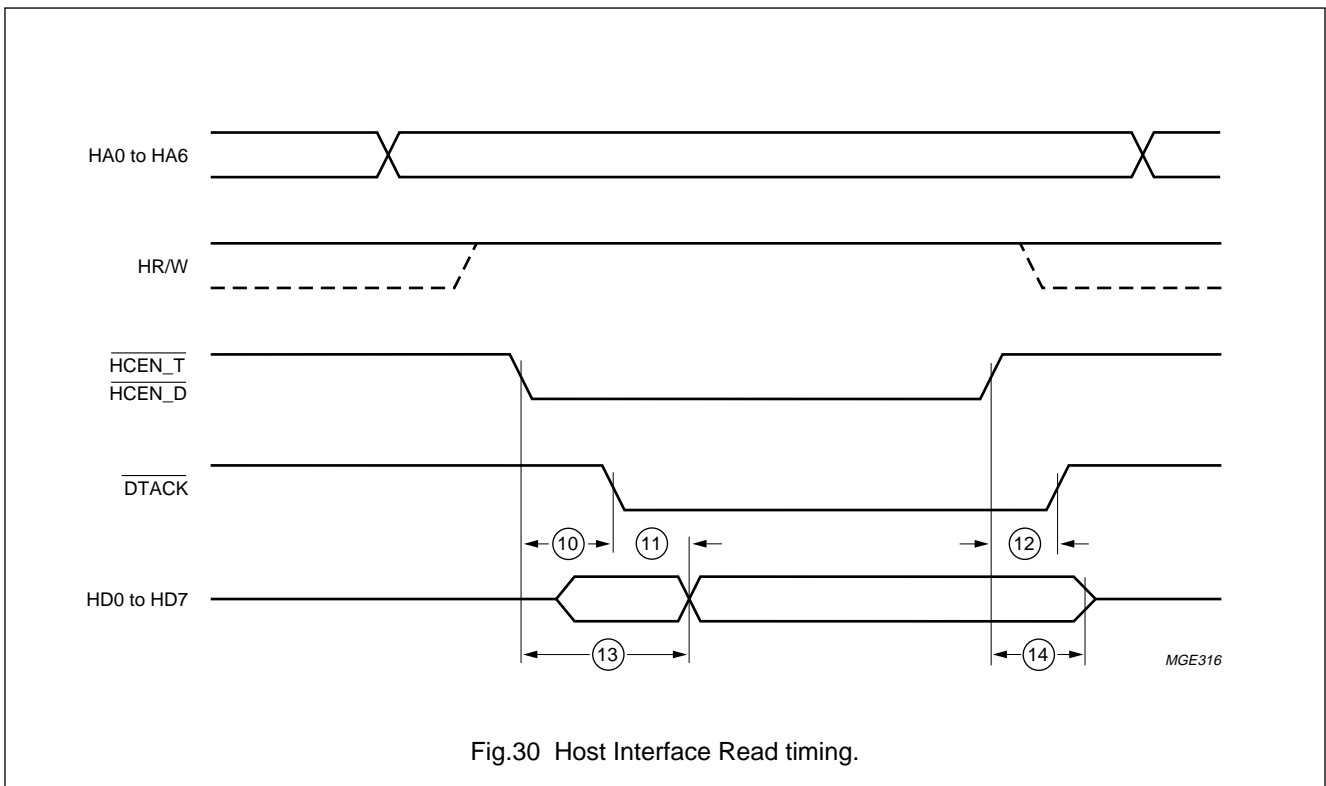 HA0 to HA6
HR/W
HCEN_T
HCEN_D
DTACK
10
11
12
HD0 to HD7
13
14
MGE316
Fig.30 Host Interface Read timing.